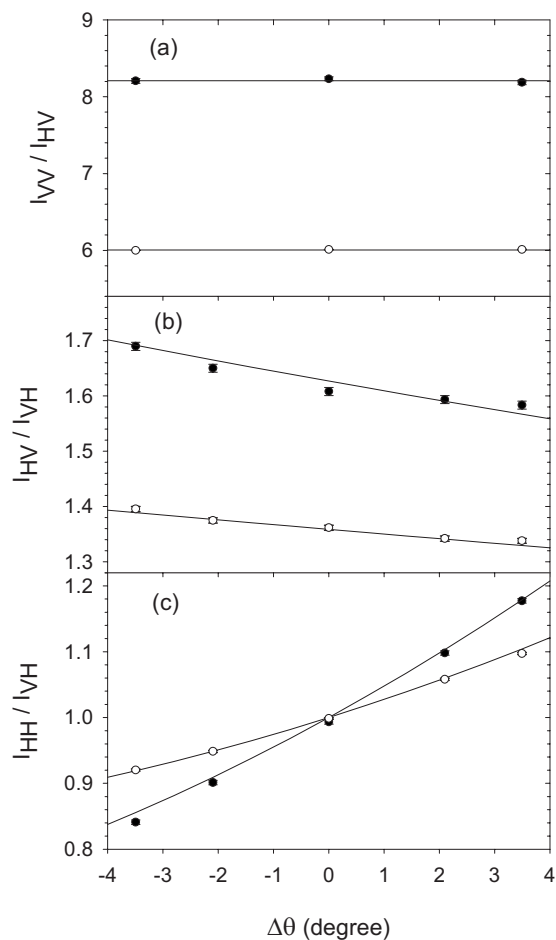 (a)
8
6
I_VV / I_HV
(b)
1.7
1.6
1.5
1.4
1.3
I_HV / I_VH
(c)
1.2
1.1
1.0
0.9
0.8
I_HH / I_VH
-4 -3 -2 -1 0 1 2 3 4
Δθ (degree)